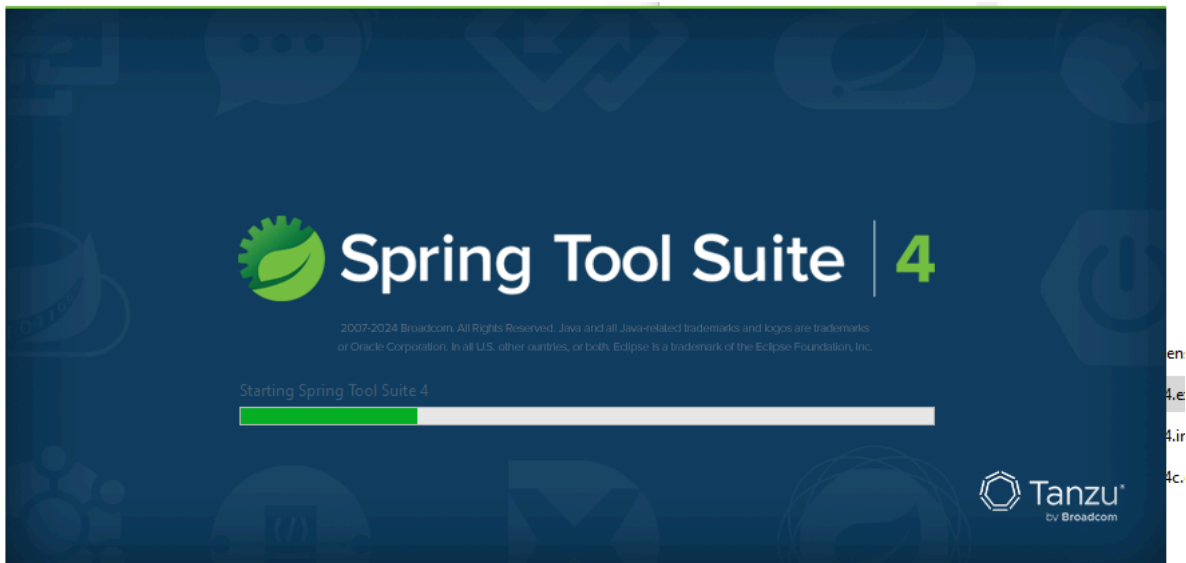 Spring Tool Suite 4
2007-2024 Broadcom. All Rights Reserved. Java and all Java-related trademarks and logos are trademarks
or Oracle Corporation. In all U.S. other ountries, or both. Eclipse is a trademark of the Eclipse Foundation, Inc.
Starting Spring Tool Suite 4
Tanzu
by Broadcom